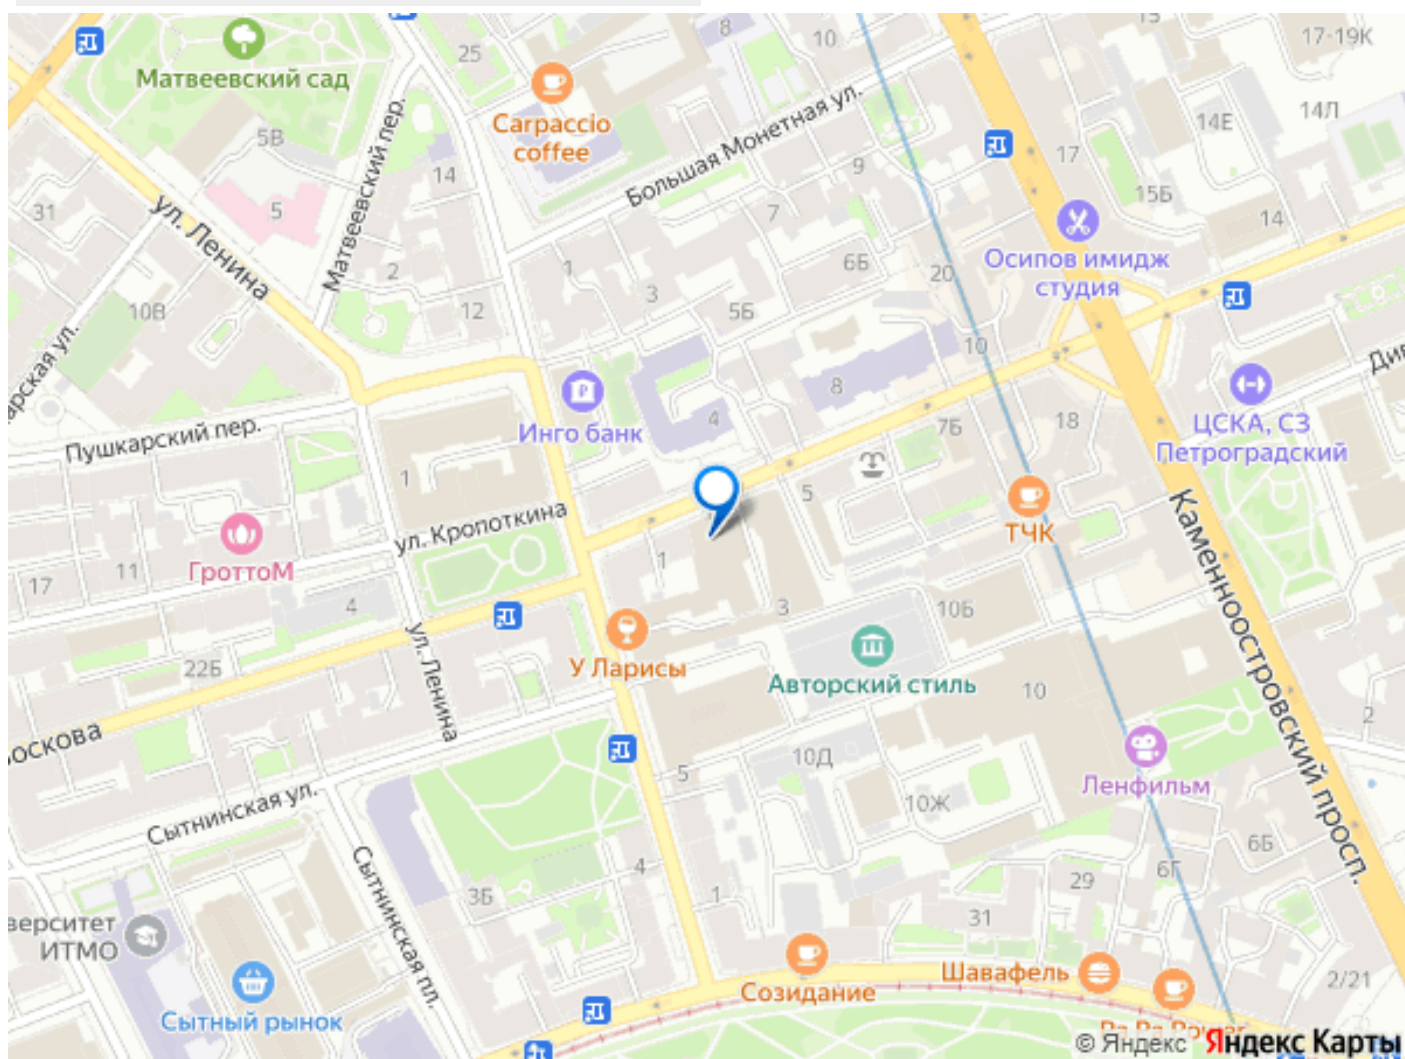 8
10
15
17-19К
25
Матвеевский сад
Carpaccio
coffee
14Е
14Л
5В
Матвеевский пер.
Большая Монетная ул.
17
9
14
15Б
31
5
ул. Ленина
7
14
Осипов имидж
студия
2
1
6Б
20
3
10В
12
5Б
10
8
Инго банк
4
7Б
18
ЦСКА, СЗ
Петроградский
Пушкарский пер.
1
5
Каменноостровский просп.
ул. Кропоткина
ТЧК
ГроттоМ
17
11
1
4
3
10Б
У Ларисы
22Б
ул. Ленина
Авторский стиль
10
2
5
10Д
Ленфильм
Сытнинская ул.
10Ж
6Б
Сытнинская пл.
4
6Г
3Б
1
29
31
ИТМО
Шавафель
2/21
Созидание
Сытный рынок
© Яндекс Яндекс Карты